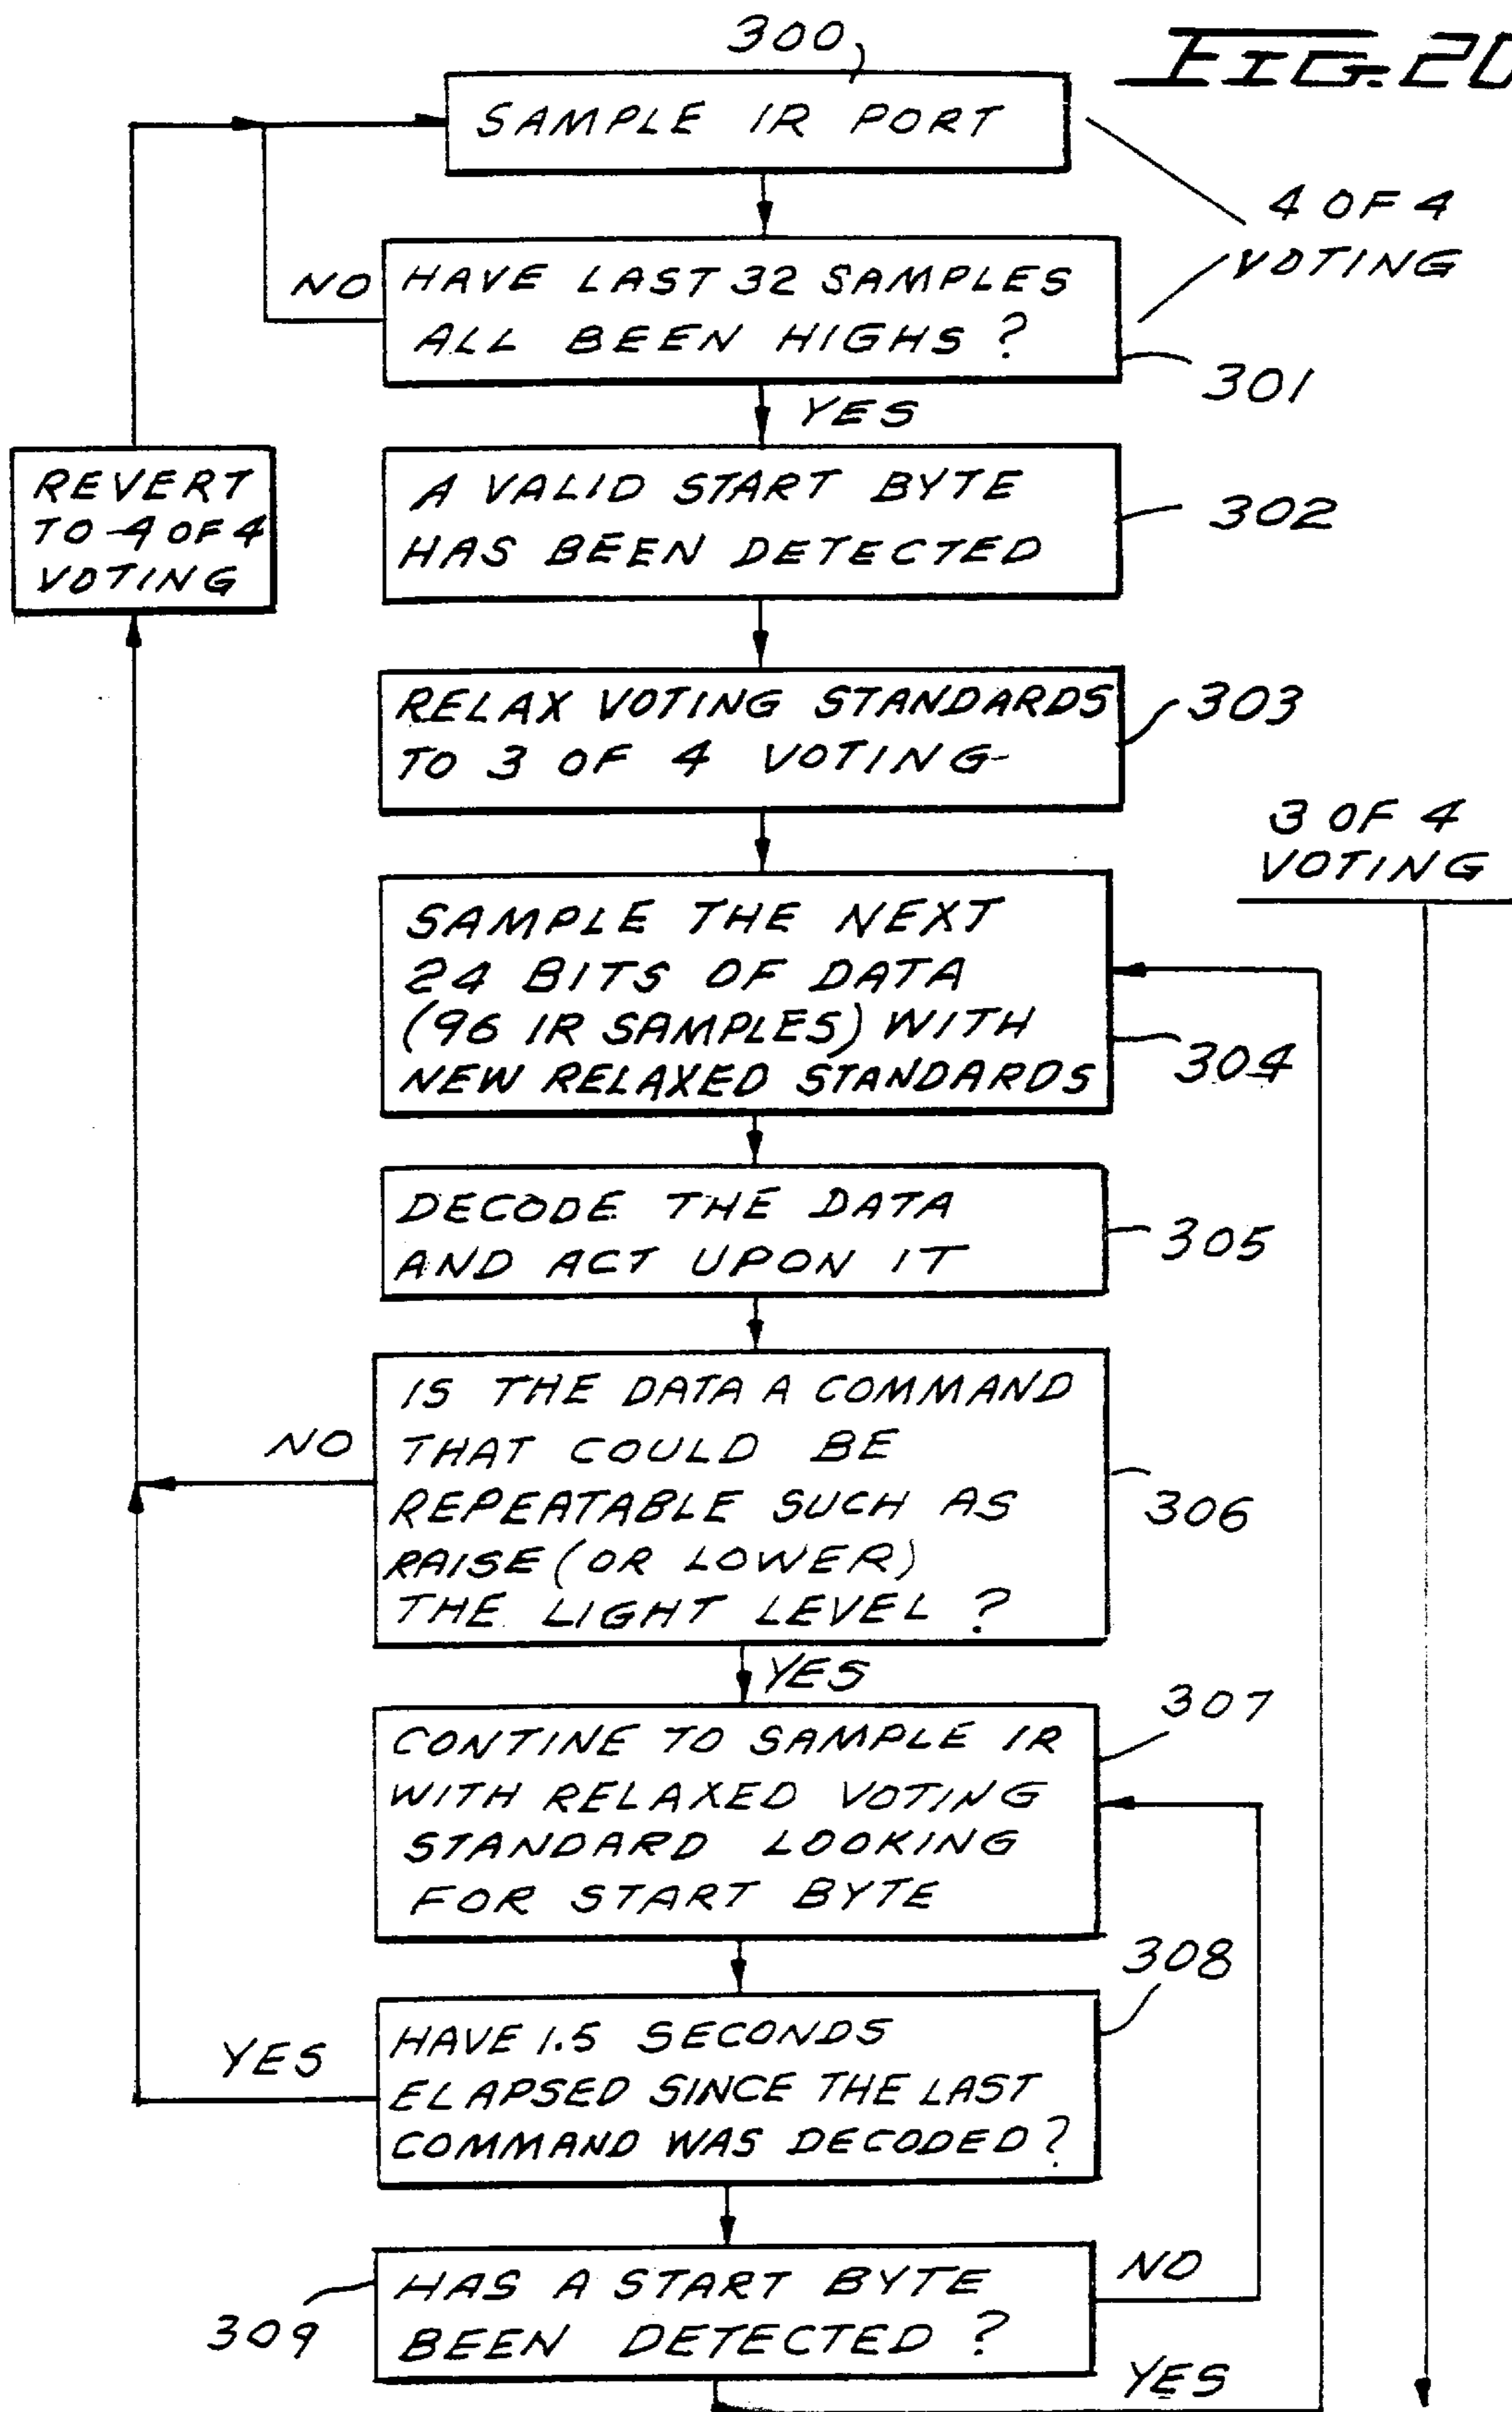 300
FIG. 20
SAMPLE IR PORT
4 OF 4
VOTING
NO
HAVE LAST 32 SAMPLES
ALL BEEN HIGHS ?
301
YES
REVERT
TO 4 OF 4
VOTING
A VALID START BYTE
HAS BEEN DETECTED
302
RELAX VOTING STANDARDS
TO 3 OF 4 VOTING
303
3 OF 4
VOTING
SAMPLE THE NEXT
24 BITS OF DATA
(96 IR SAMPLES) WITH
NEW RELAXED STANDARDS
304
DECODE THE DATA
AND ACT UPON IT
305
NO
IS THE DATA A COMMAND
THAT COULD BE
REPEATABLE SUCH AS
RAISE (OR LOWER)
THE LIGHT LEVEL ?
306
YES
307
CONTINE TO SAMPLE IR
WITH RELAXED VOTING
STANDARD LOOKING
FOR START BYTE
308
YES
HAVE 1.5 SECONDS
ELAPSED SINCE THE LAST
COMMAND WAS DECODED ?
309
HAS A START BYTE
BEEN DETECTED ?
NO
YES